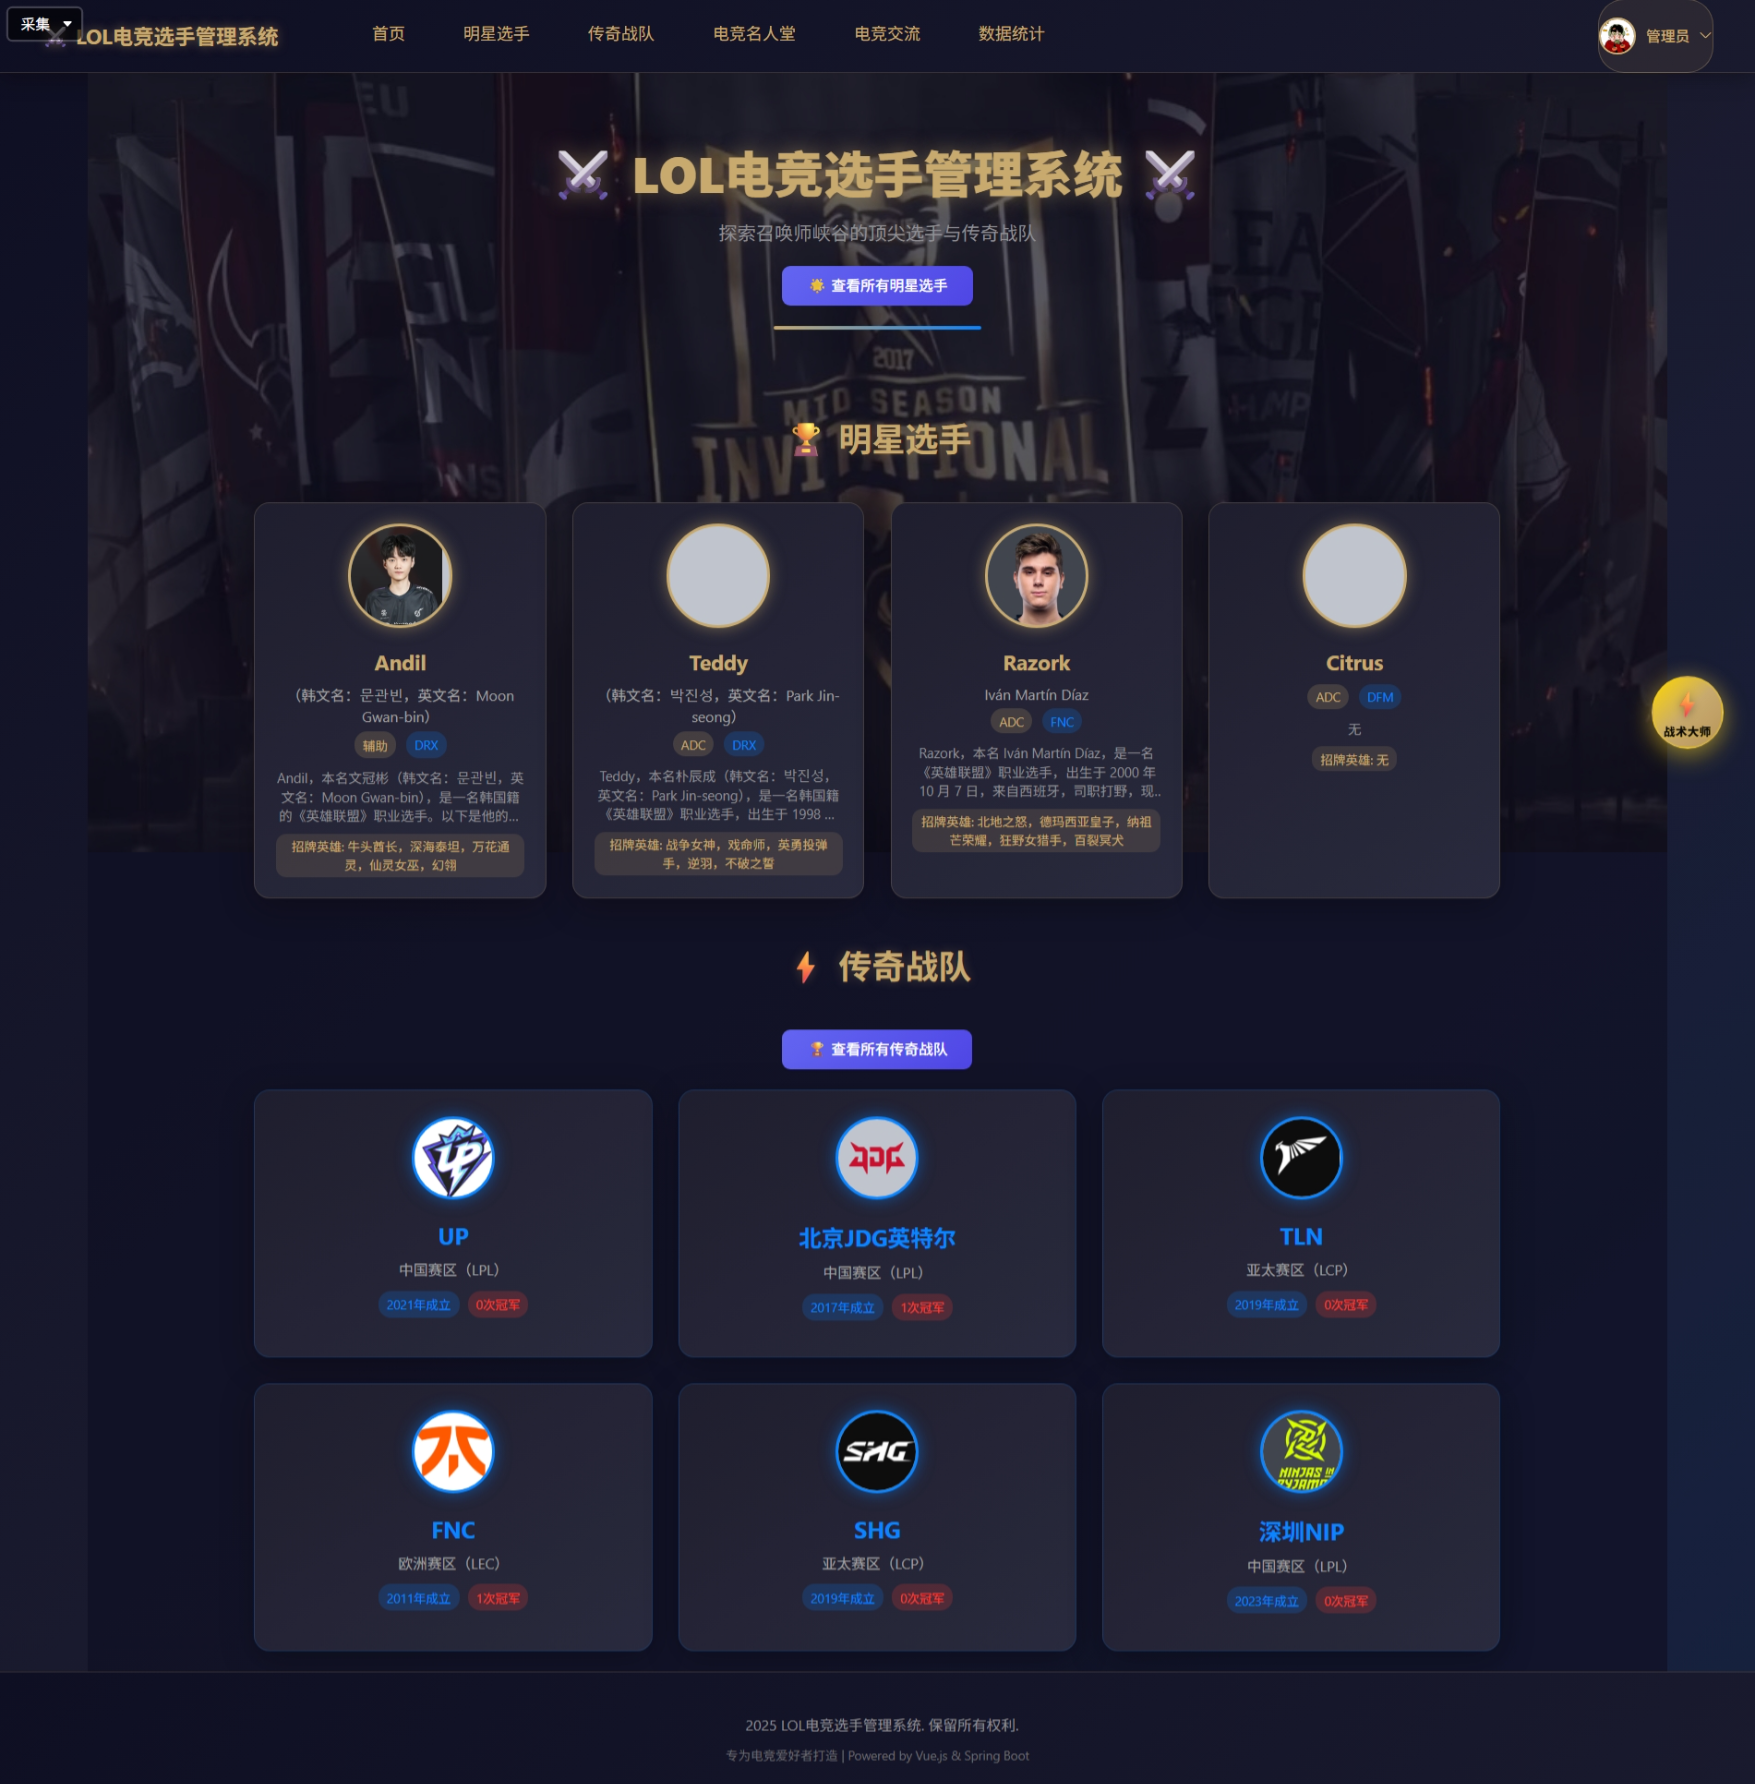 采集
LOL电竞选手管理系统
首页 明星选手 传奇战队 电竞名人堂 电竞交流 数据统计
管理员
LOL电竞选手管理系统
探索召唤师峡谷的顶尖选手与传奇战队
查看所有明星选手
2017
MID-SEASON
INVITATIONAL
明星选手
Andil
（韩文名：문관빈，英文名：Moon
Gwan-bin）
辅助 DRX
Andil，本名文冠彬（韩文名：문관빈，英
文名：Moon Gwan-bin），是一名韩国籍
的《英雄联盟》职业选手。以下是他的...
招牌英雄: 牛头酋长，深海泰坦，万花通
灵，仙灵女巫，幻翎
Teddy
（韩文名：박진성，英文名：Park Jin-
seong）
ADC DRX
Teddy，本名朴辰成（韩文名：박진성，
英文名：Park Jin-seong），是一名韩国籍
《英雄联盟》职业选手，出生于 1998 ...
招牌英雄: 战争女神，戏命师，英勇投弹
手，逆羽，不破之誓
Razork
Iván Martín Díaz
ADC FNC
Razork，本名 Iván Martín Díaz，是一名
《英雄联盟》职业选手，出生于 2000 年
10 月 7 日，来自西班牙，司职打野，现..
招牌英雄: 北地之怒，德玛西亚皇子，纳祖
芒荣耀，狂野女猎手，百裂冥犬
Citrus
ADC DFM
无
招牌英雄: 无
战术大师
传奇战队
查看所有传奇战队
UP
中国赛区（LPL）
2021年成立 0次冠军
JDG
北京JDG英特尔
中国赛区（LPL）
2017年成立 1次冠军
TLN
亚太赛区（LCP）
2019年成立 0次冠军
FNC
欧洲赛区（LEC）
2011年成立 1次冠军
SHG
SHG
亚太赛区（LCP）
2019年成立 0次冠军
NINJAS IN
PYJAMAS
深圳NIP
中国赛区（LPL）
2023年成立 0次冠军
2025 LOL电竞选手管理系统. 保留所有权利.
专为电竞爱好者打造 | Powered by Vue.js & Spring Boot